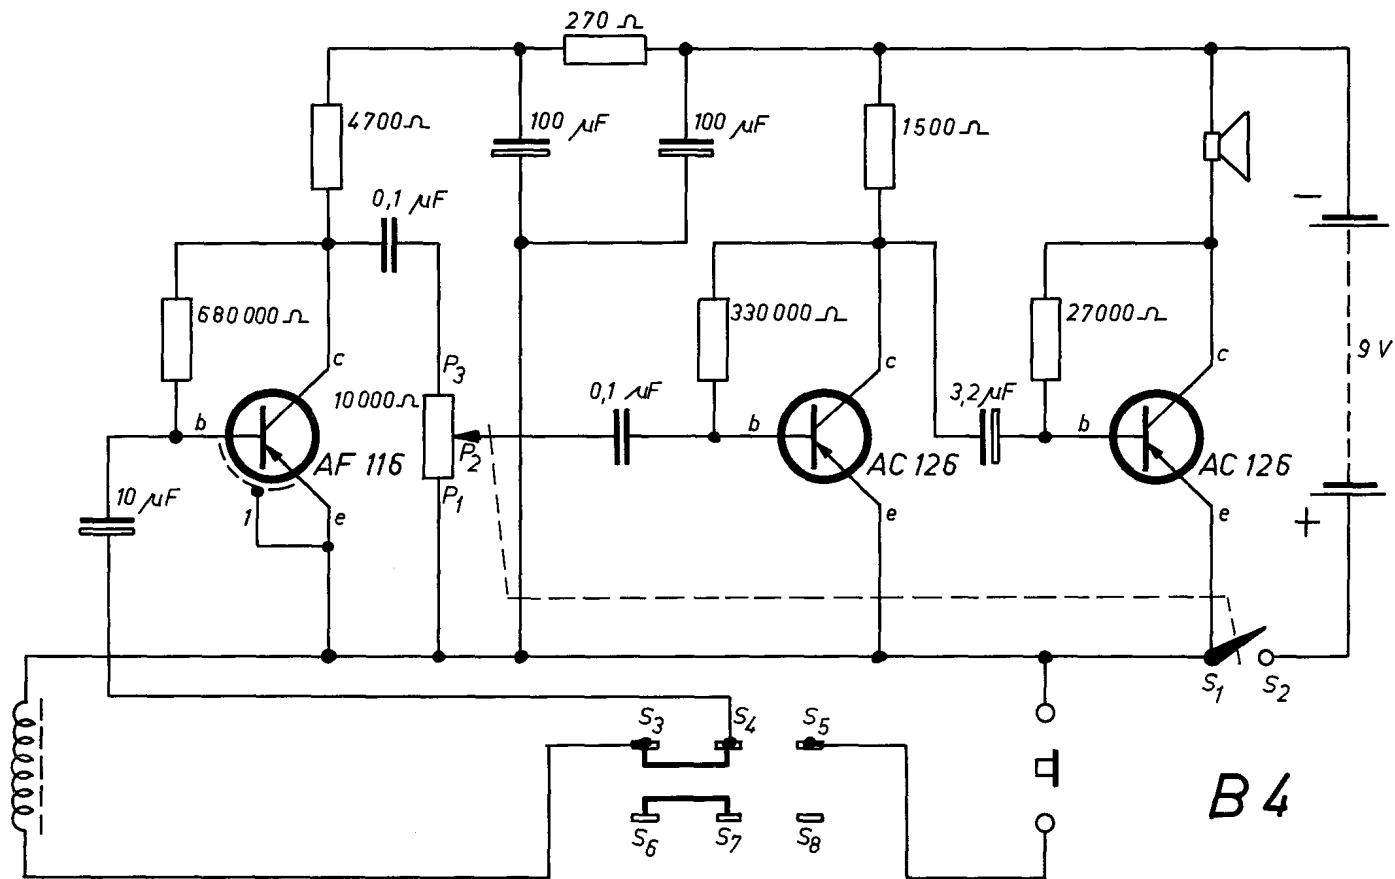 270 Ω
4700 Ω
100 µF
100 µF
1500 Ω
0,1 µF
−
680 000 Ω
330 000 Ω
27000 Ω
9 V
c
P3
c
c
10 000 Ω
0,1 µF
3,2 µF
b
P2
b
b
AF 116
AC 126
AC 126
10 µF
1
e
P1
e
e
+
S1
S2
S3
S4
S5
S6
S7
S8
B 4